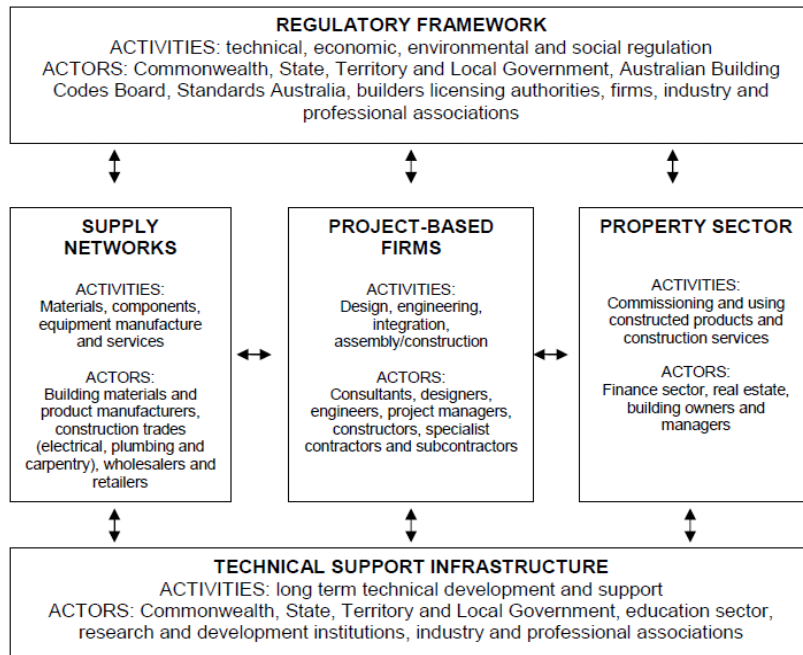 REGULATORY FRAMEWORK
ACTIVITIES: technical, economic, environmental and social regulation
ACTORS: Commonwealth, State, Territory and Local Government, Australian Building
Codes Board, Standards Australia, builders licensing authorities, firms, industry and
professional associations
SUPPLY
NETWORKS
ACTIVITIES:
Materials, components,
equipment manufacture
and services
ACTORS:
Building materials and
product manufacturers,
construction trades
(electrical, plumbing and
carpentry), wholesalers and
retailers
PROJECT-BASED
FIRMS
ACTIVITIES:
Design, engineering,
integration,
assembly/construction
ACTORS:
Consultants, designers,
engineers, project managers,
constructors, specialist
contractors and subcontractors
PROPERTY SECTOR
ACTIVITIES:
Commissioning and using
constructed products and
construction services
ACTORS:
Finance sector, real estate,
building owners and
managers
TECHNICAL SUPPORT INFRASTRUCTURE
ACTIVITIES: long term technical development and support
ACTORS: Commonwealth, State, Territory and Local Government, education sector,
research and development institutions, industry and professional associations